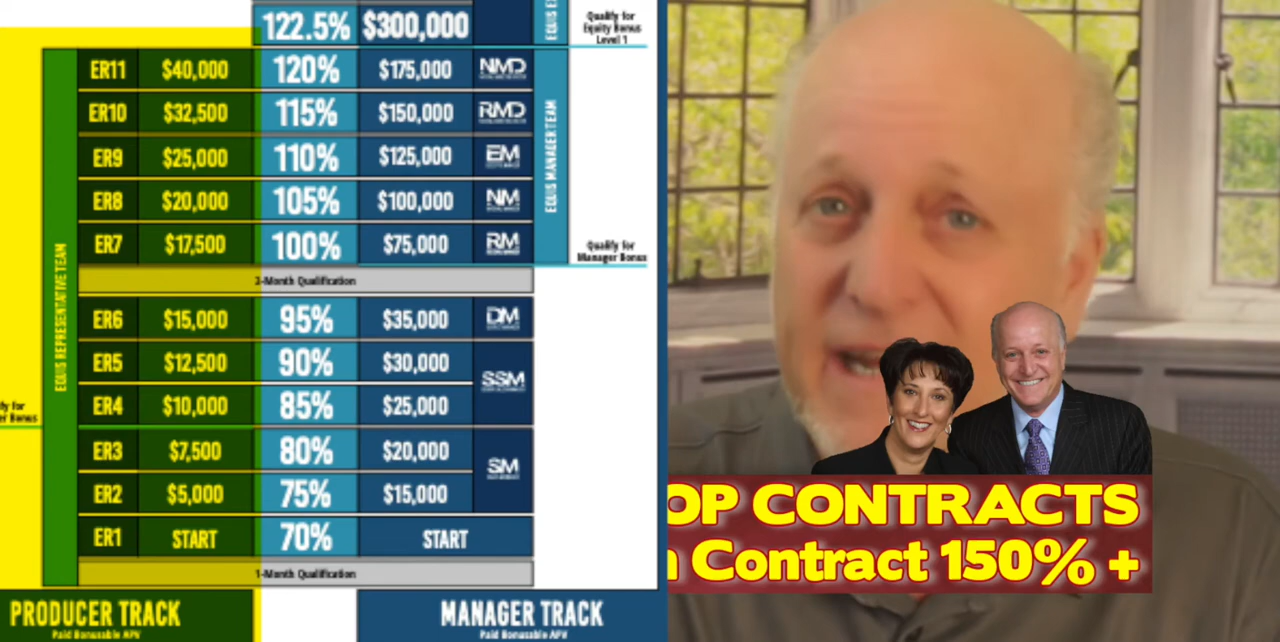 122.5% $300,000
EQUIS
Qualify for
Equity Bonus
Level 1
ER11 $40,000 120% $175,000 NMD
ER10 $32,500 115% $150,000 RMD
ER9 $25,000 110% $125,000 EM
ER8 $20,000 105% $100,000 NM
ER7 $17,500 100% $75,000 RM
EQUIS MANAGER TEAM
Qualify for
Manager Bonus
-Month Qualification
EQUIS REPRESENTATIVE TEAM
ER6 $15,000 95% $35,000 DM
ER5 $12,500 90% $30,000
SSM
ER4 $10,000 85% $25,000
fy for
er Bonus
ER3 $7,500 80% $20,000
SM
ER2 $5,000 75% $15,000
ER1 START 70% START
1-Month Qualification
PRODUCER TRACK
Paid Bonusable APV
MANAGER TRACK
Paid Bonusable APV
OP CONTRACTS
Contract 150% +